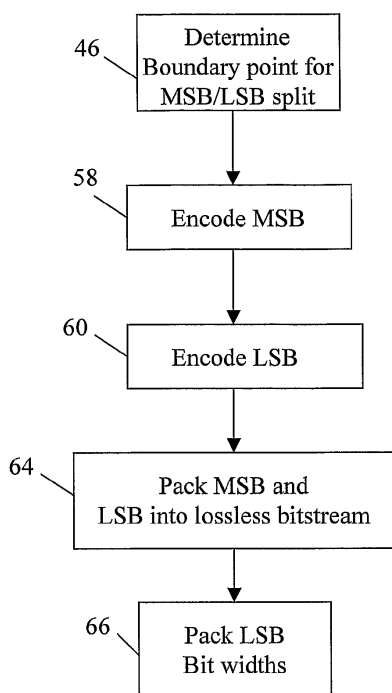 46
Determine
Boundary point for
MSB/LSB split
58
Encode MSB
60
Encode LSB
64
Pack MSB and
LSB into lossless bitstream
66
Pack LSB
Bit widths